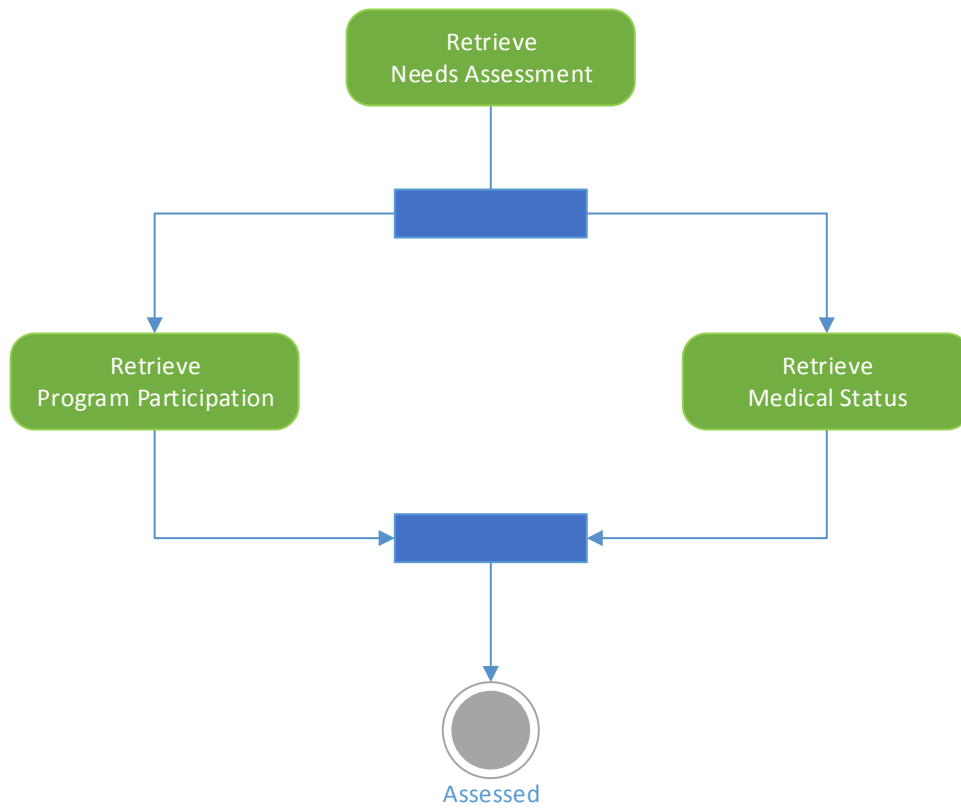 Retrieve
Needs Assessment
Retrieve
Program Participation
Retrieve
Medical Status
Assessed